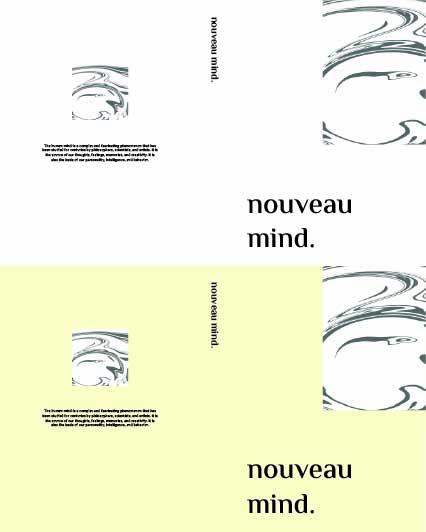 nouveau mind.
The human mind is a complex and fascinating phenomenon that has
been studied for centuries by philosophers, scientists, and artists. It is
the source of our thoughts, feelings, memories, and creativity. It is
also the basis of our personality, intelligence, and behavior.
nouveau
mind.
nouveau mind.
The human mind is a complex and fascinating phenomenon that has
been studied for centuries by philosophers, scientists, and artists. It is
the source of our thoughts, feelings, memories, and creativity. It is
also the basis of our personality, intelligence, and behavior.
nouveau
mind.